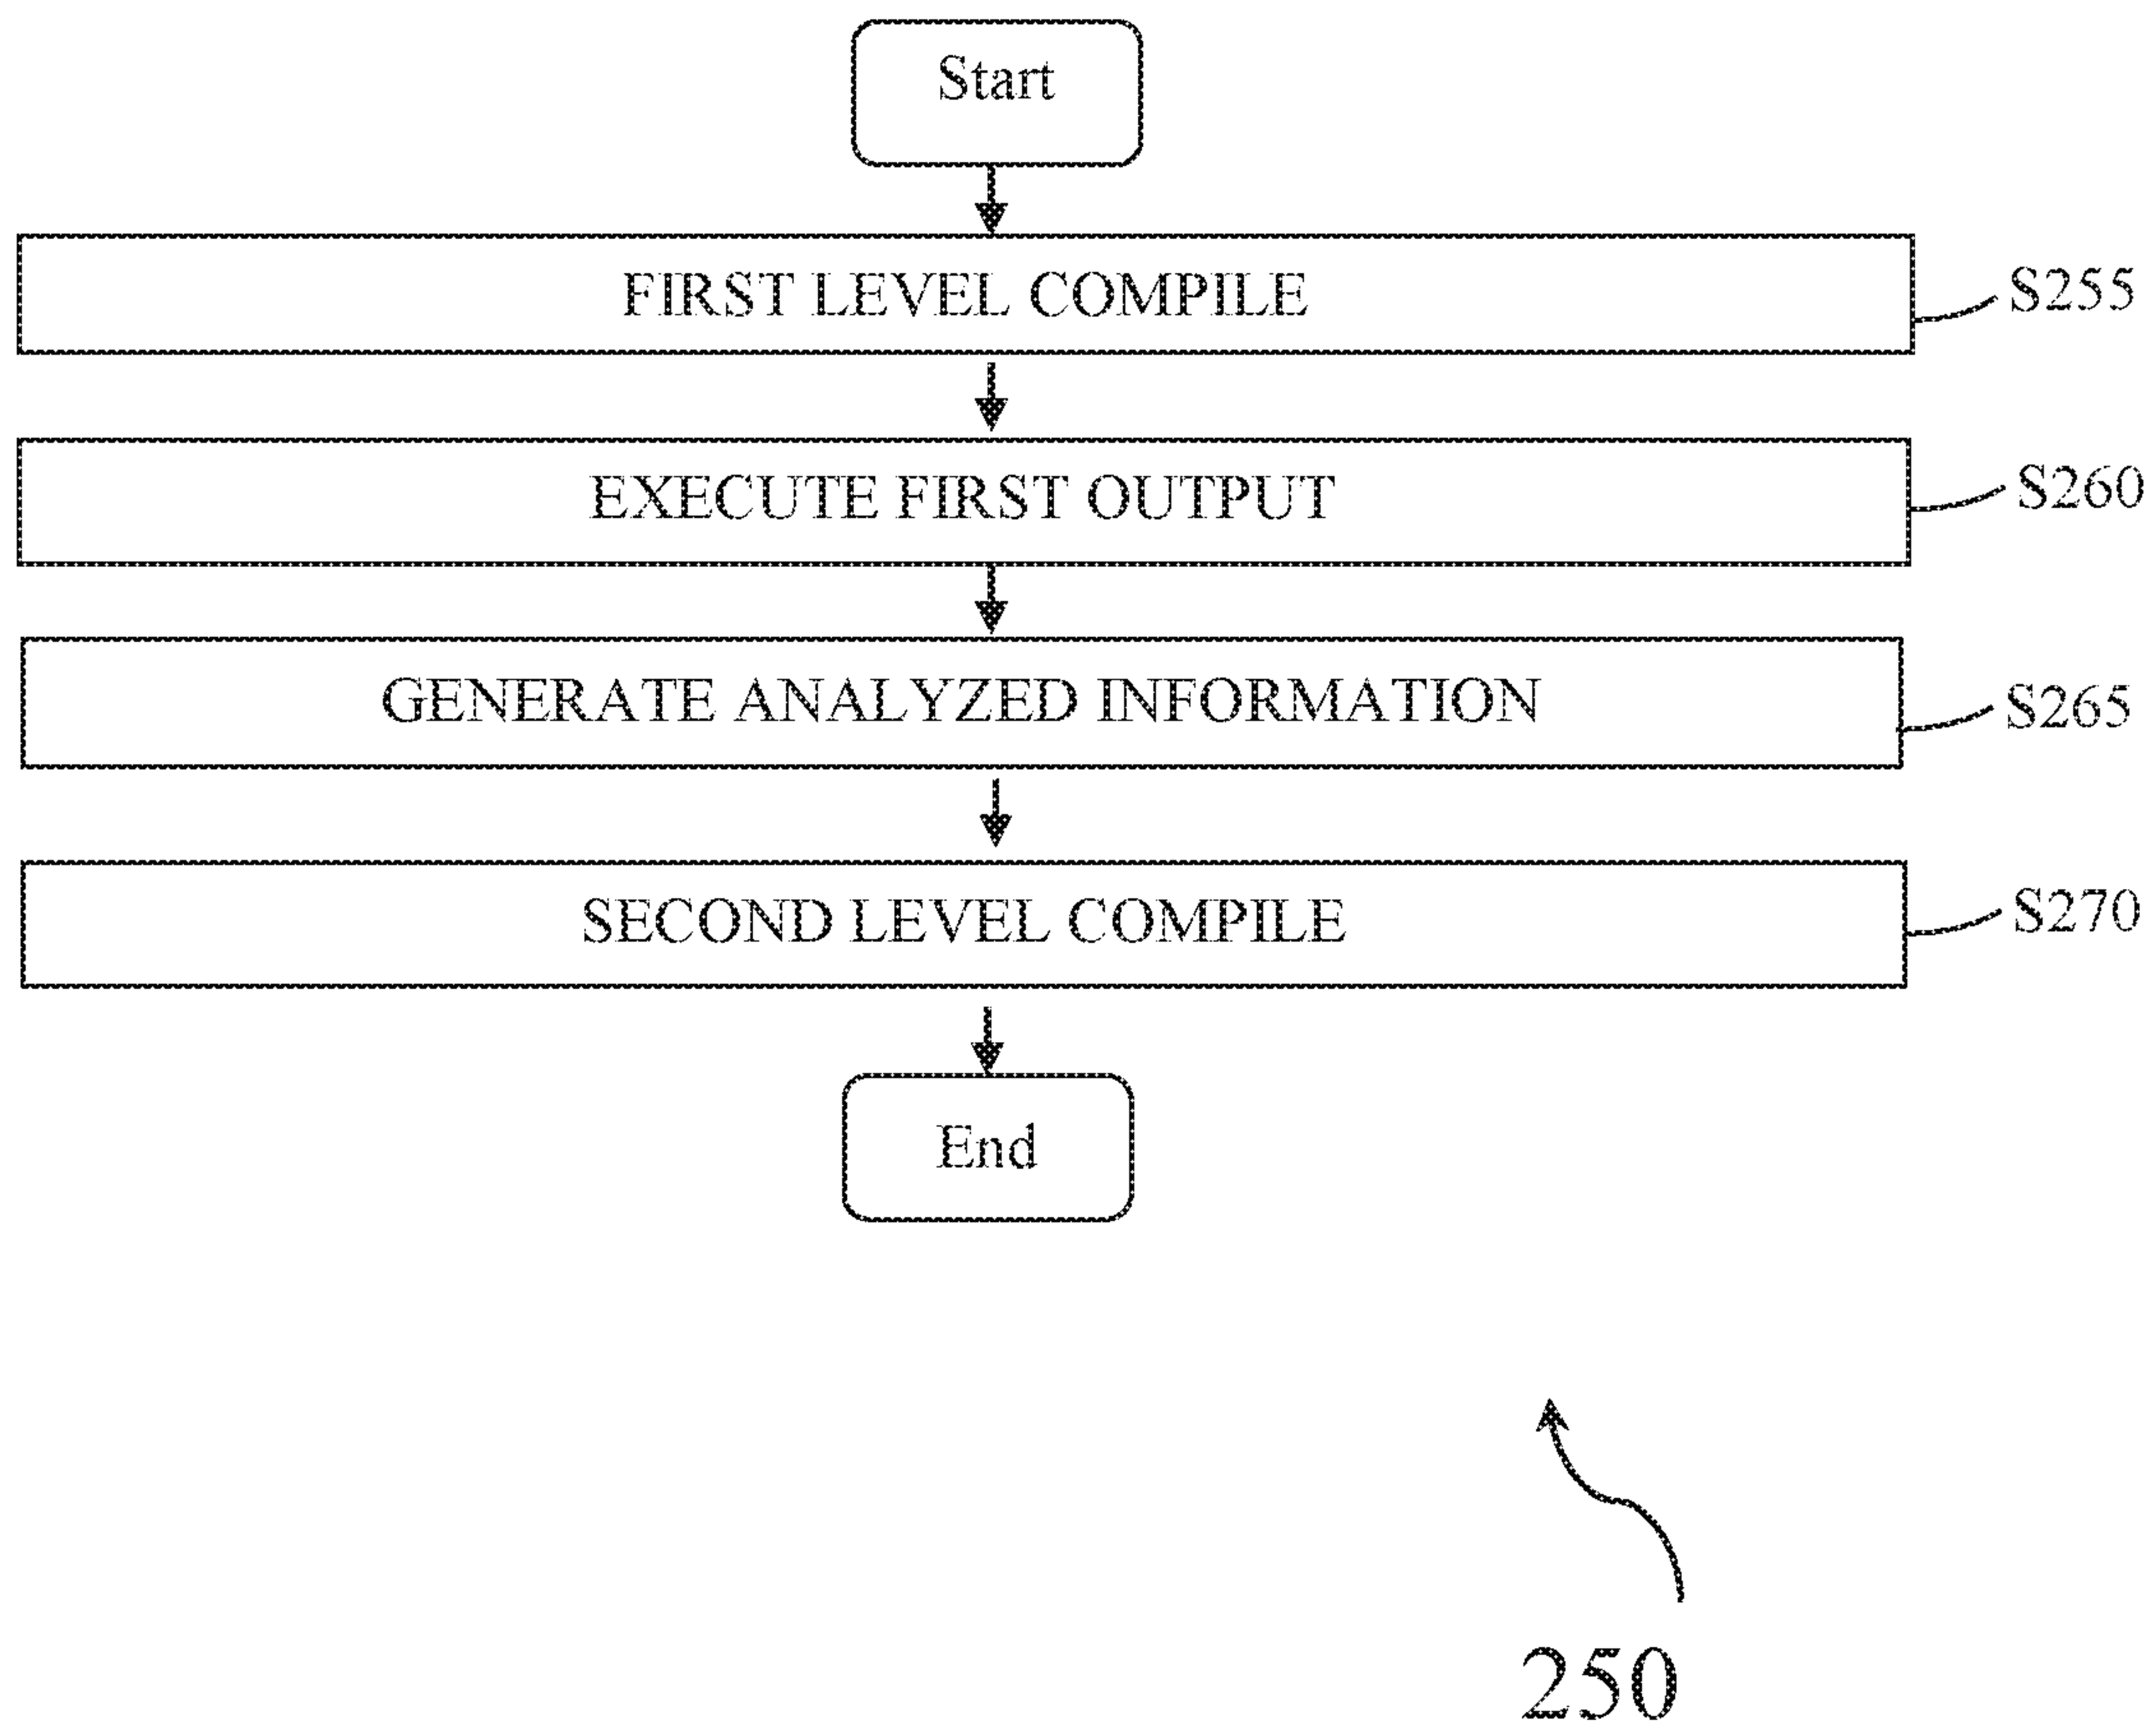 Start
FIRST LEVEL COMPILE
S255
EXECUTE FIRST OUTPUT
S260
GENERATE ANALYZED INFORMATION
S265
SECOND LEVEL COMPILE
S270
End
250